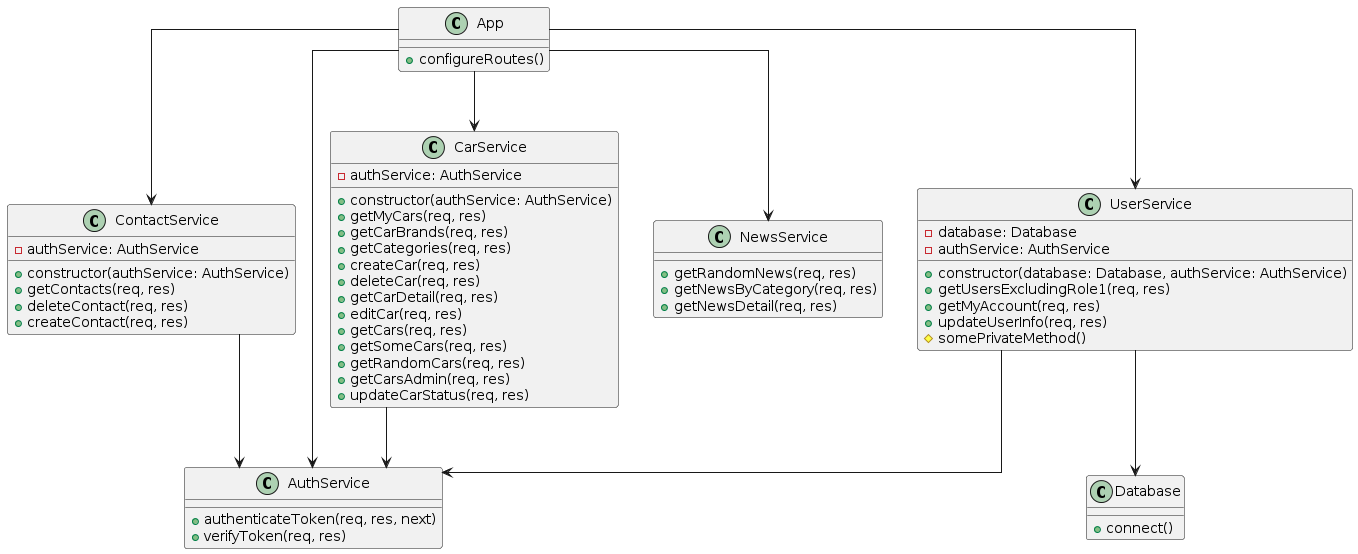 C App
configureRoutes()
C CarService
authService: AuthService
constructor(authService: AuthService)
getMyCars(req, res)
getCarBrands(req, res)
getCategories(req, res)
createCar(req, res)
deleteCar(req, res)
getCarDetail(req, res)
editCar(req, res)
getCars(req, res)
getSomeCars(req, res)
getRandomCars(req, res)
getCarsAdmin(req, res)
updateCarStatus(req, res)
C ContactService
authService: AuthService
constructor(authService: AuthService)
getContacts(req, res)
deleteContact(req, res)
createContact(req, res)
C NewsService
getRandomNews(req, res)
getNewsByCategory(req, res)
getNewsDetail(req, res)
C UserService
database: Database
authService: AuthService
constructor(database: Database, authService: AuthService)
getUsersExcludingRole1(req, res)
getMyAccount(req, res)
updateUserInfo(req, res)
somePrivateMethod()
C AuthService
authenticateToken(req, res, next)
verifyToken(req, res)
C Database
connect()